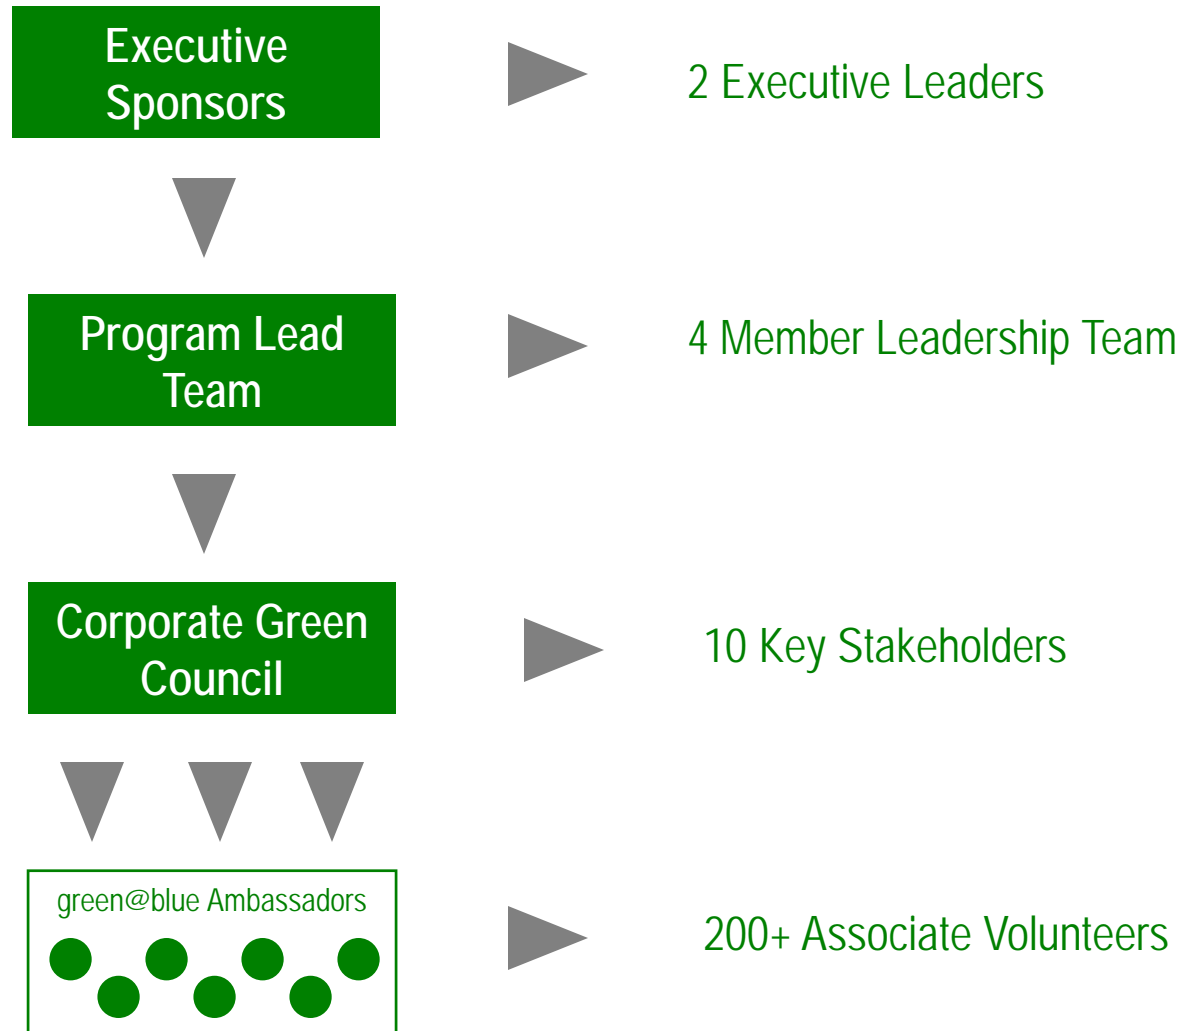 Executive
Sponsors
2 Executive Leaders
Program Lead
Team
4 Member Leadership Team
Corporate Green
Council
10 Key Stakeholders
green@blue Ambassadors
200+ Associate Volunteers